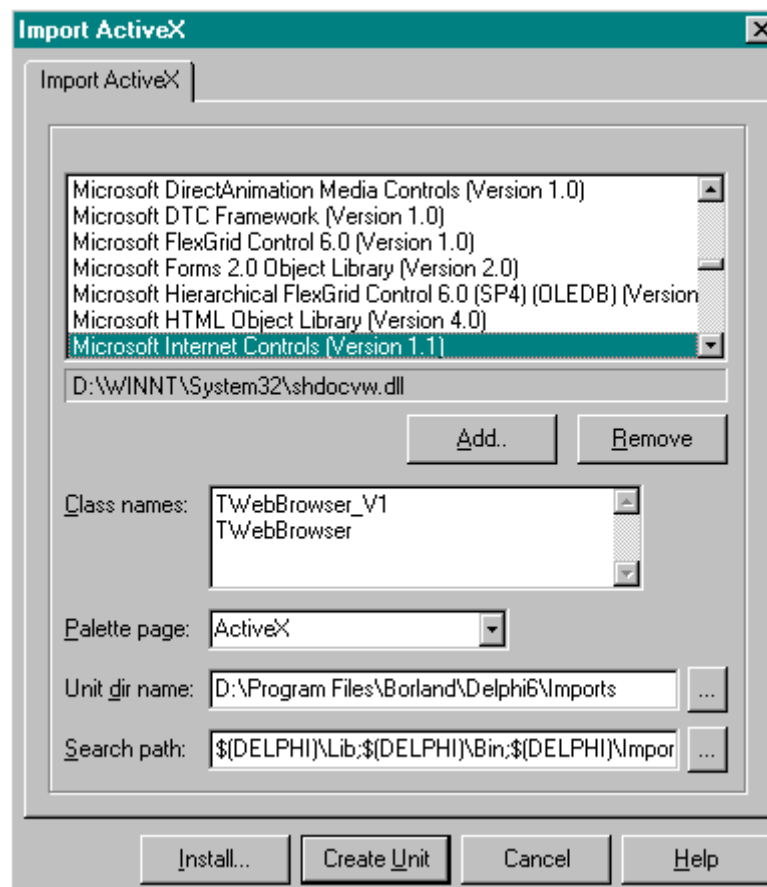 Import ActiveX
Import ActiveX
Microsoft DirectAnimation Media Controls (Version 1.0)
Microsoft DTC Framework (Version 1.0)
Microsoft FlexGrid Control 6.0 (Version 1.0)
Microsoft Forms 2.0 Object Library (Version 2.0)
Microsoft Hierarchical FlexGrid Control 6.0 (SP4) (OLEDB) (Version
Microsoft HTML Object Library (Version 4.0)
Microsoft Internet Controls (Version 1.1)
D:\WINNT\System32\shdocvw.dll
Add.. Remove
Class names: TWebBrowser_V1
TWebBrowser
Palette page: ActiveX
Unit dir name: D:\Program Files\Borland\Delphi6\Imports ...
Search path: $(DELPHI)\Lib;$(DELPHI)\Bin;$(DELPHI)\Impor ...
Install... Create Unit Cancel Help